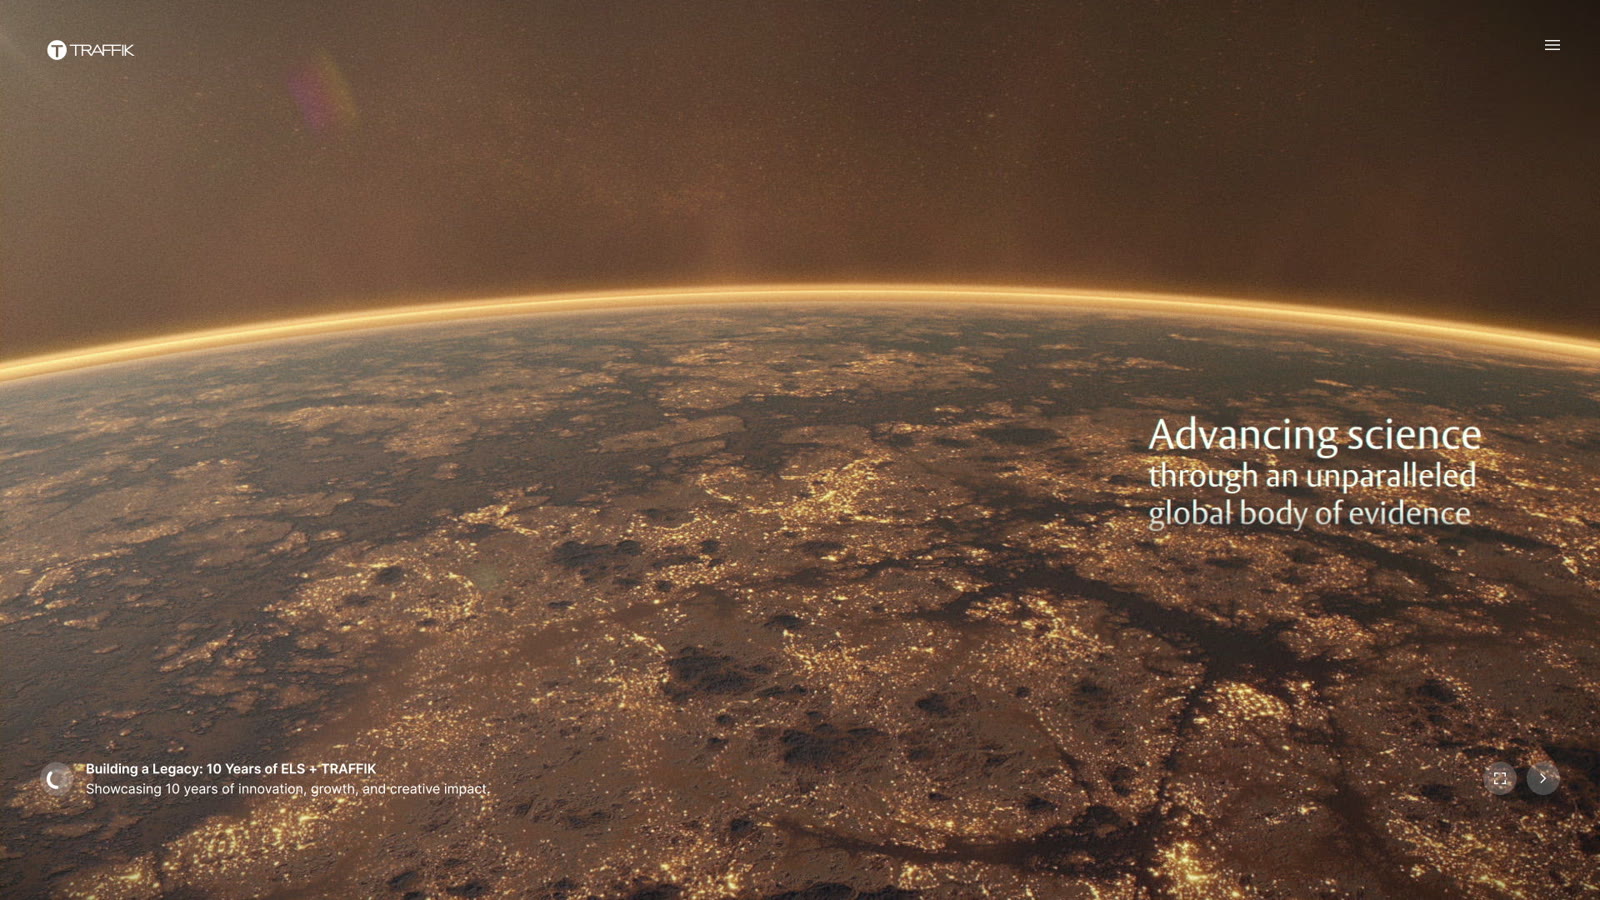 TRAFFIK
Advancing science
through an unparalleled
global body of evidence
Building a Legacy: 10 Years of ELS + TRAFFIK
Showcasing 10 years of innovation, growth, and creative impact.